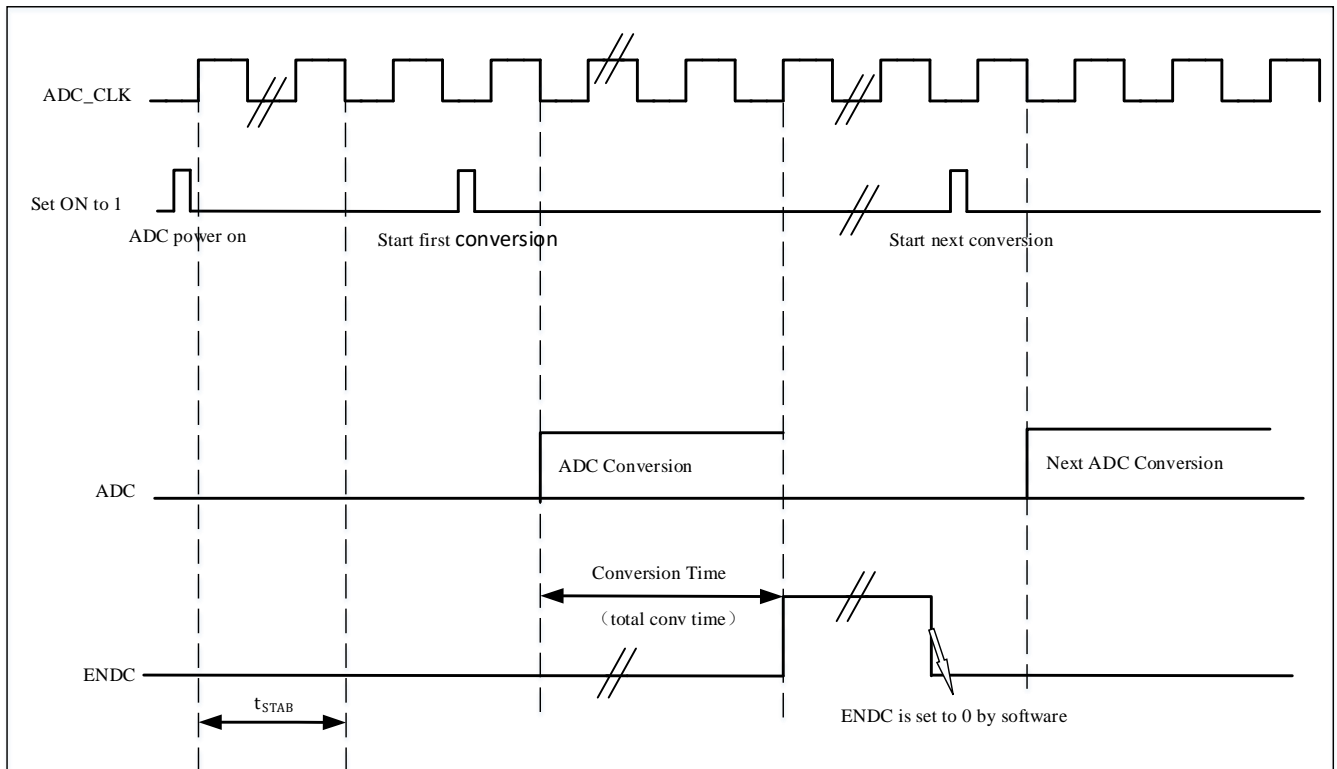 ADC_CLK
Set ON to 1
ADC power on
Start first conversion
Start next conversion
ADC Conversion
Next ADC Conversion
ADC
Conversion Time
（total conv time）
ENDC
tSTAB
ENDC is set to 0 by software